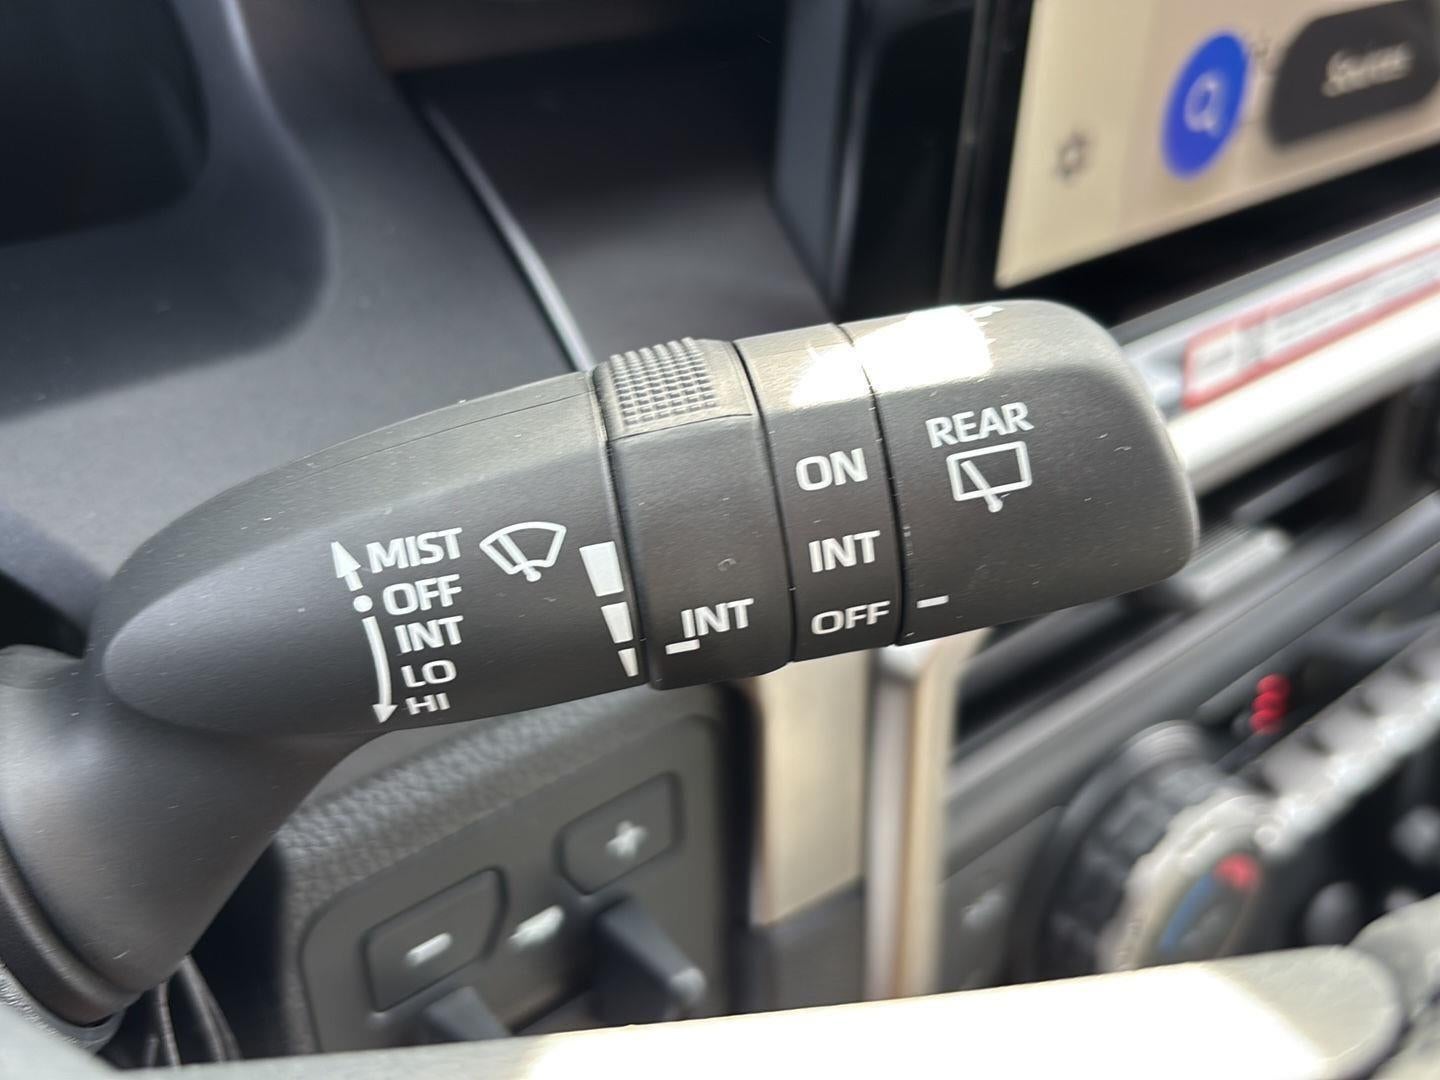 MIST
OFF
INT
LO
HI
INT
ON
INT
OFF
REAR